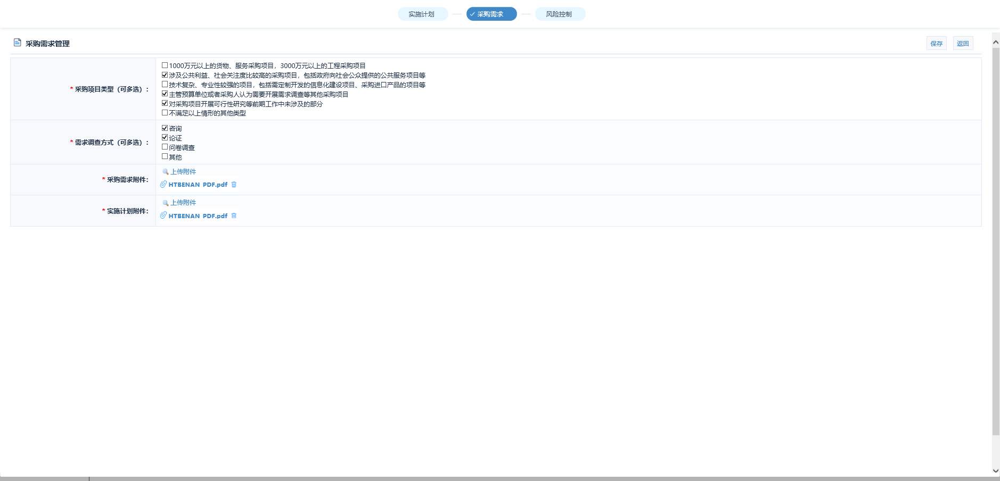 实施计划
采购需求
风险控制
采购需求管理
保存
返回
* 采购项目类型（可多选）：
1000万元以上的货物、服务采购项目，3000万元以上的工程采购项目
涉及公共利益、社会关注度比较高的采购项目，包括政府向社会公众提供的公共服务项目等
技术复杂、专业性较强的项目，包括需定制开发的信息化建设项目、采购进口产品的项目等
主管预算单位或者采购人认为需要开展需求调查等其他采购项目
对采购项目开展可行性研究等前期工作中未涉及的部分
不满足以上情形的其他类型
* 需求调查方式（可多选）：
咨询
论证
问卷调查
其他
* 采购需求附件：
上传附件
HTBENAN_PDF.pdf
* 实施计划附件：
上传附件
HTBENAN_PDF.pdf